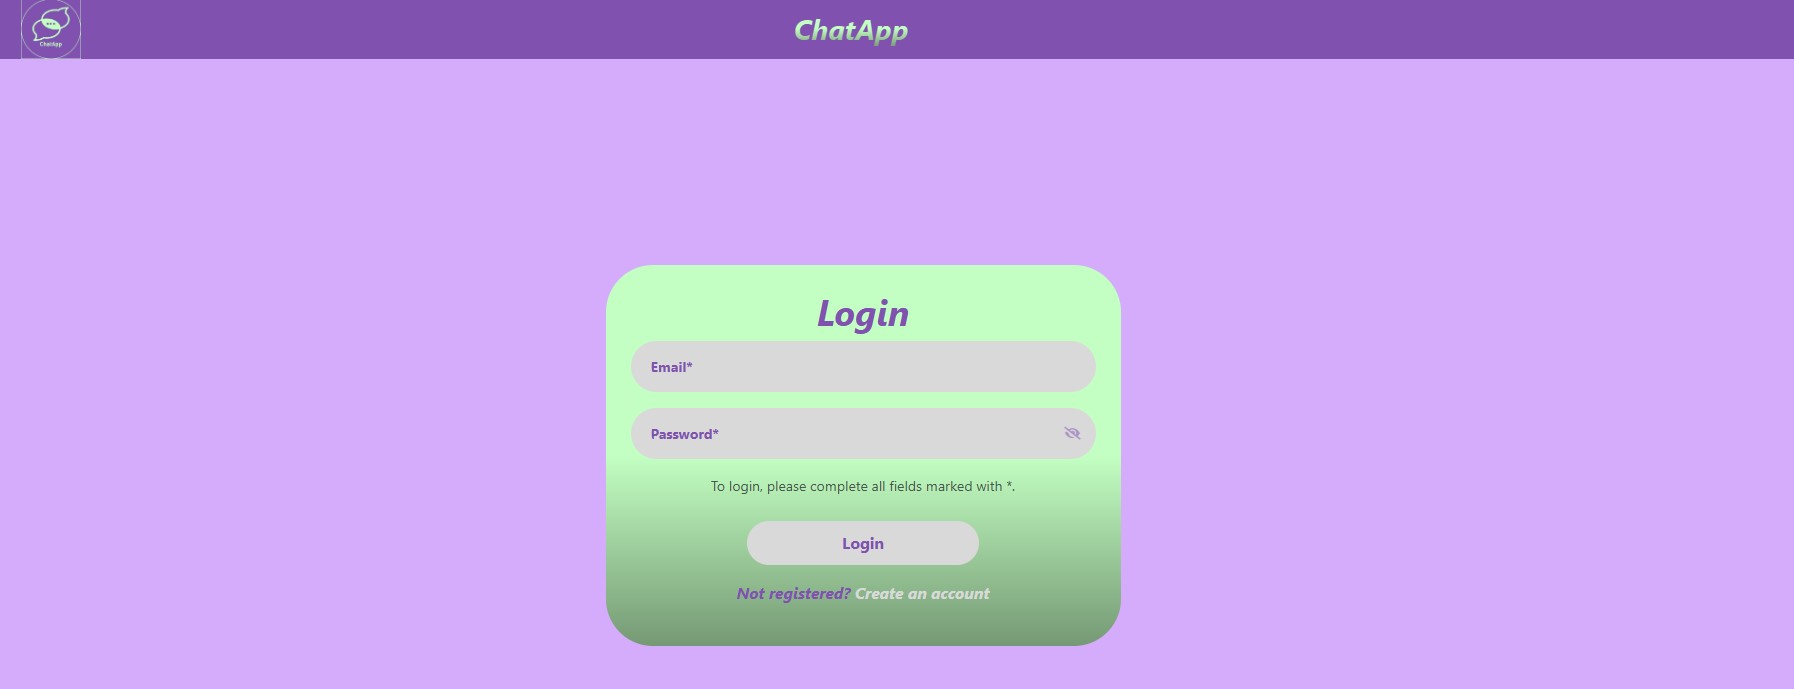 ChatApp
ChatApp
Login
Email*
Password*
To login, please complete all fields marked with *.
Login
Not registered? Create an account